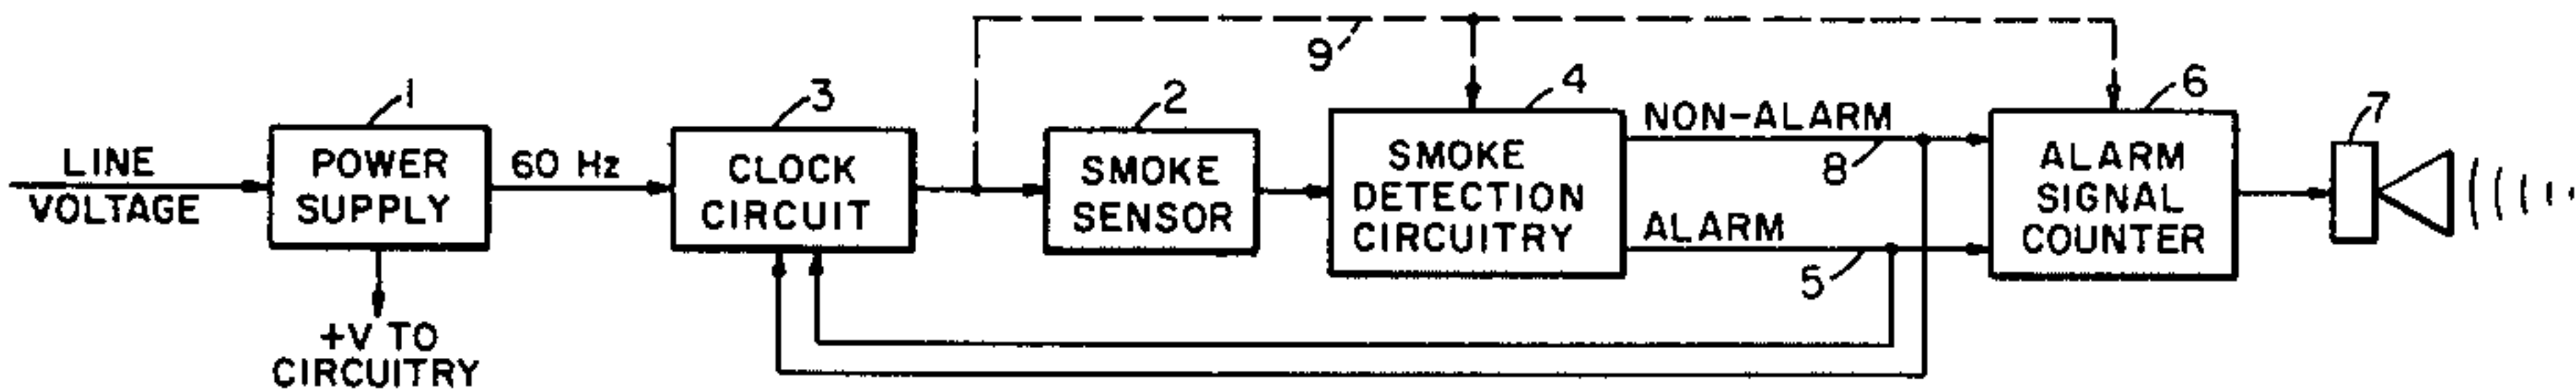 9
1
3
2
4
6
7
LINE
VOLTAGE
POWER
SUPPLY
60 Hz
CLOCK
CIRCUIT
SMOKE
SENSOR
SMOKE
DETECTION
CIRCUITRY
NON-ALARM
8
ALARM
5
ALARM
SIGNAL
COUNTER
+V TO
CIRCUITRY